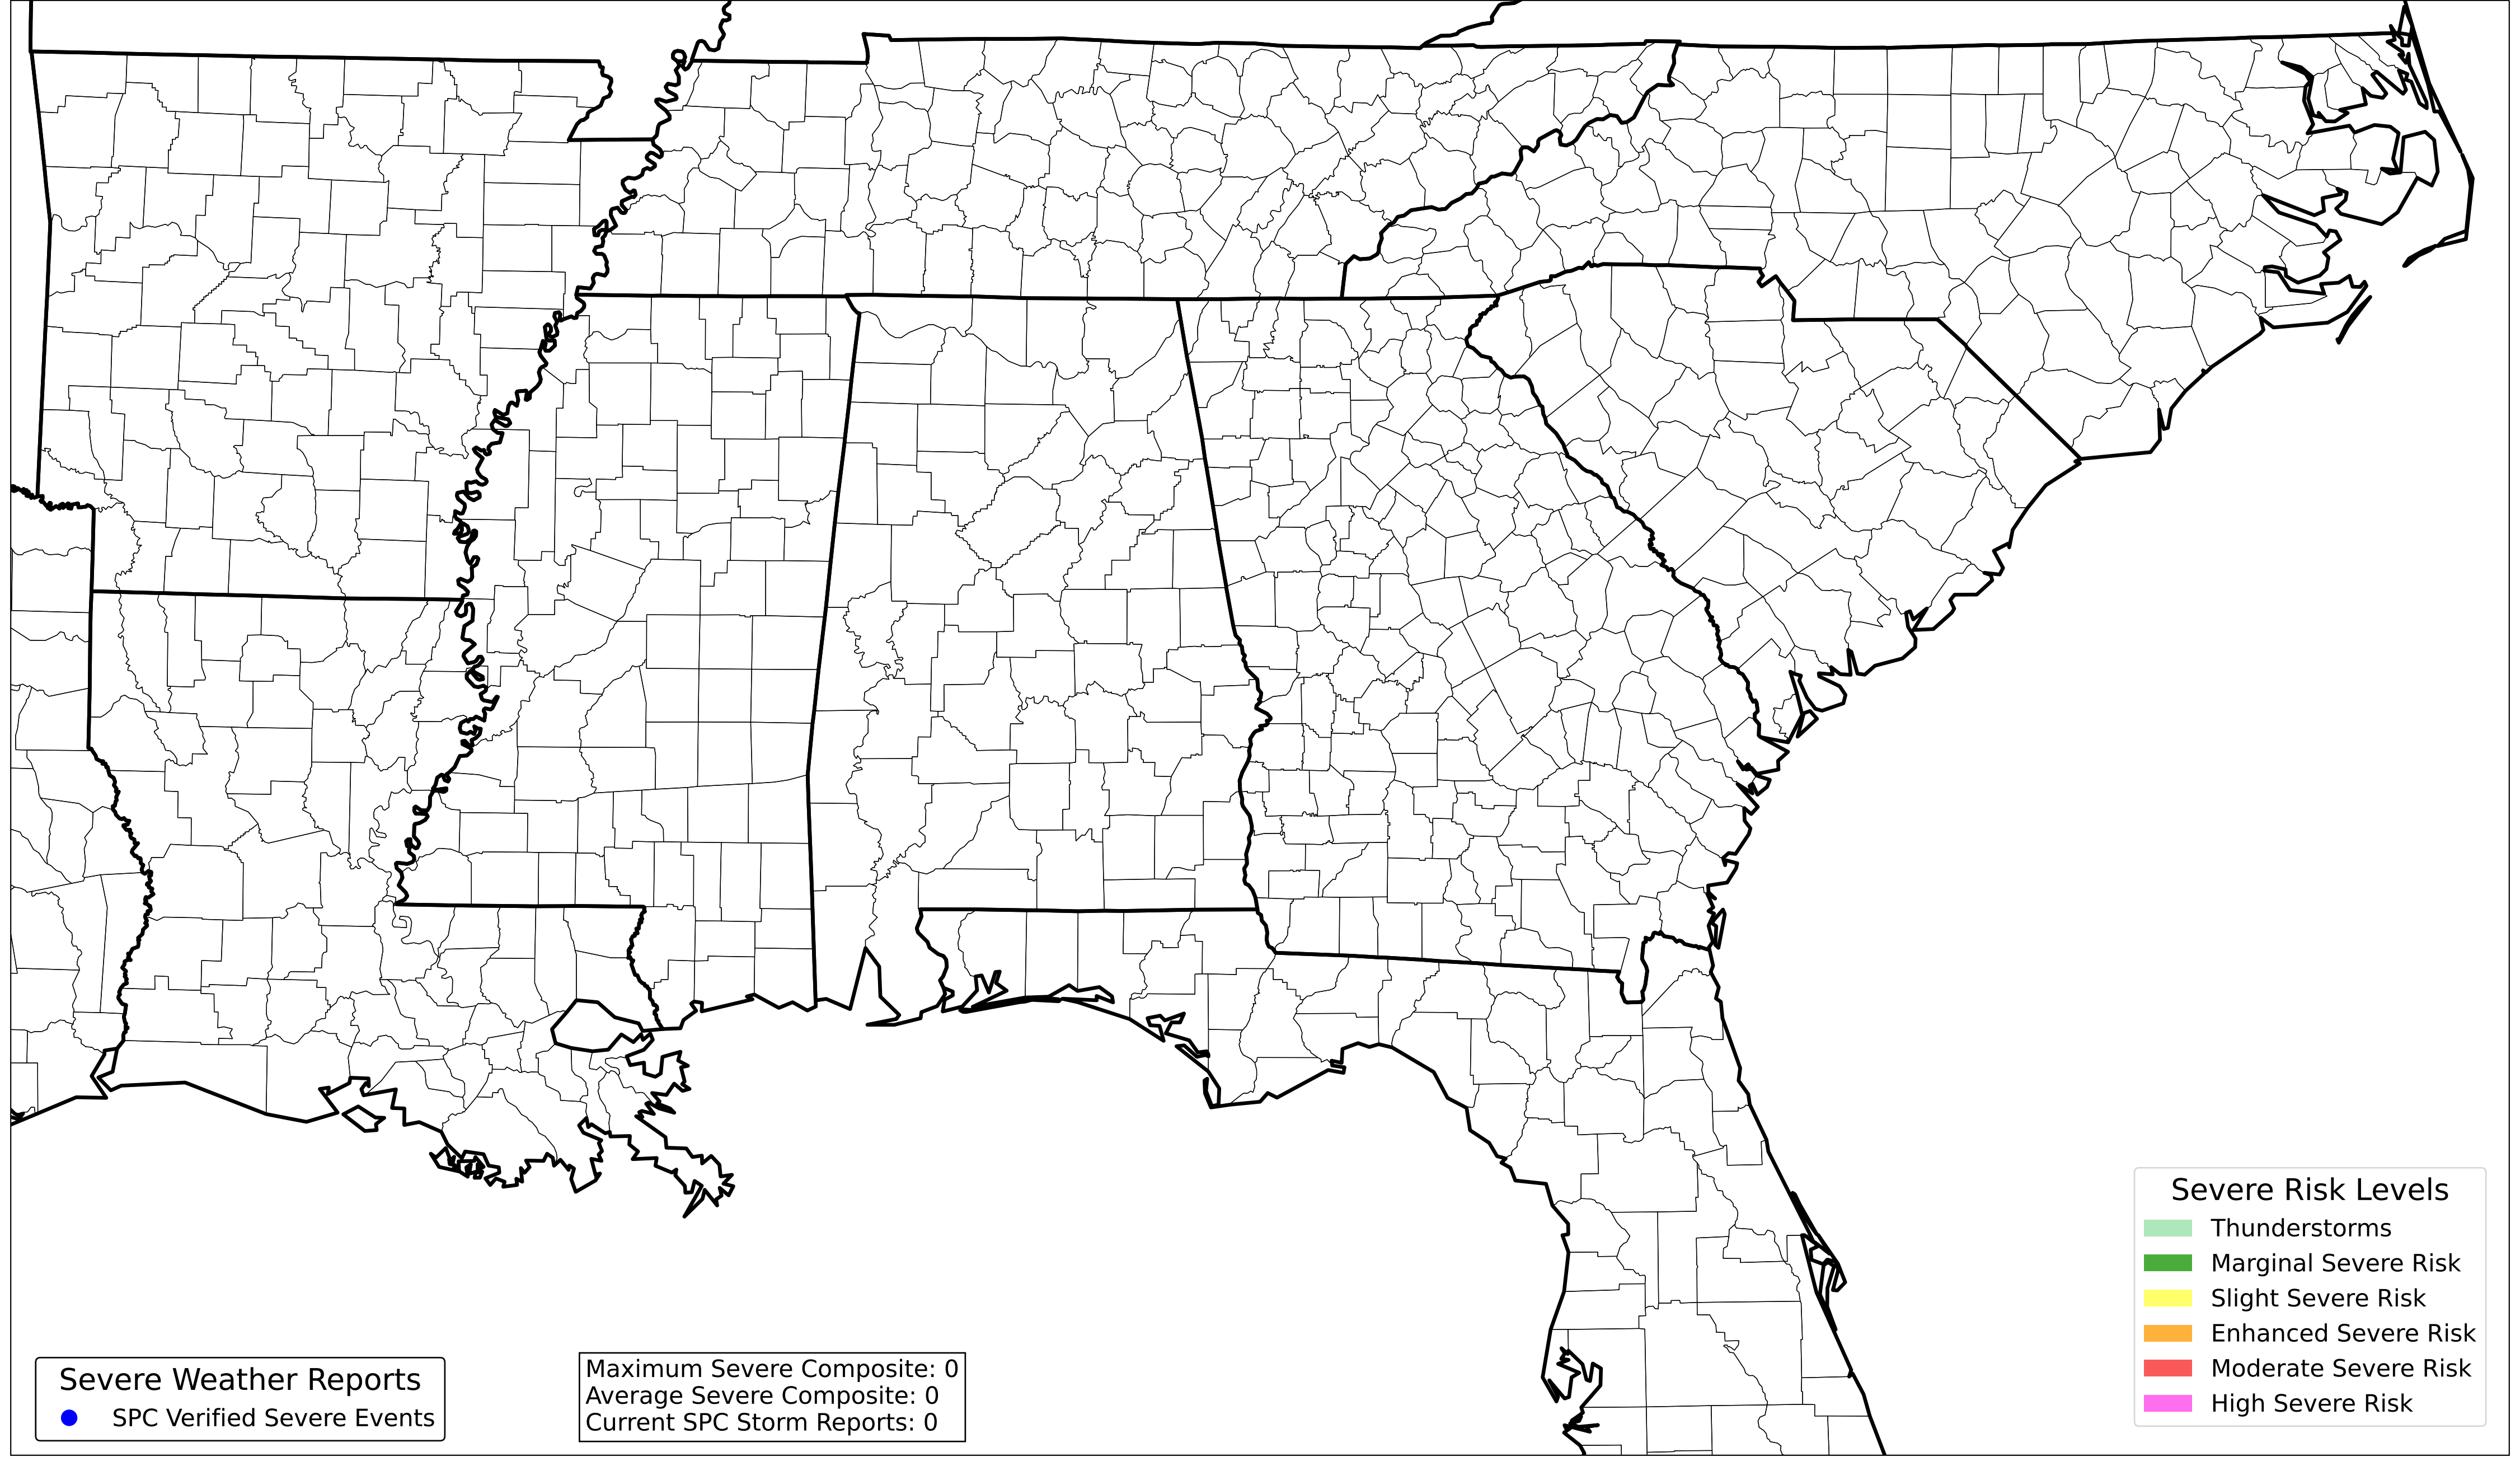 Severe Risk Levels
Thunderstorms
Marginal Severe Risk
Slight Severe Risk
Enhanced Severe Risk
Moderate Severe Risk
High Severe Risk
Severe Weather Reports
SPC Verified Severe Events
Maximum Severe Composite: 0
Average Severe Composite: 0
Current SPC Storm Reports: 0